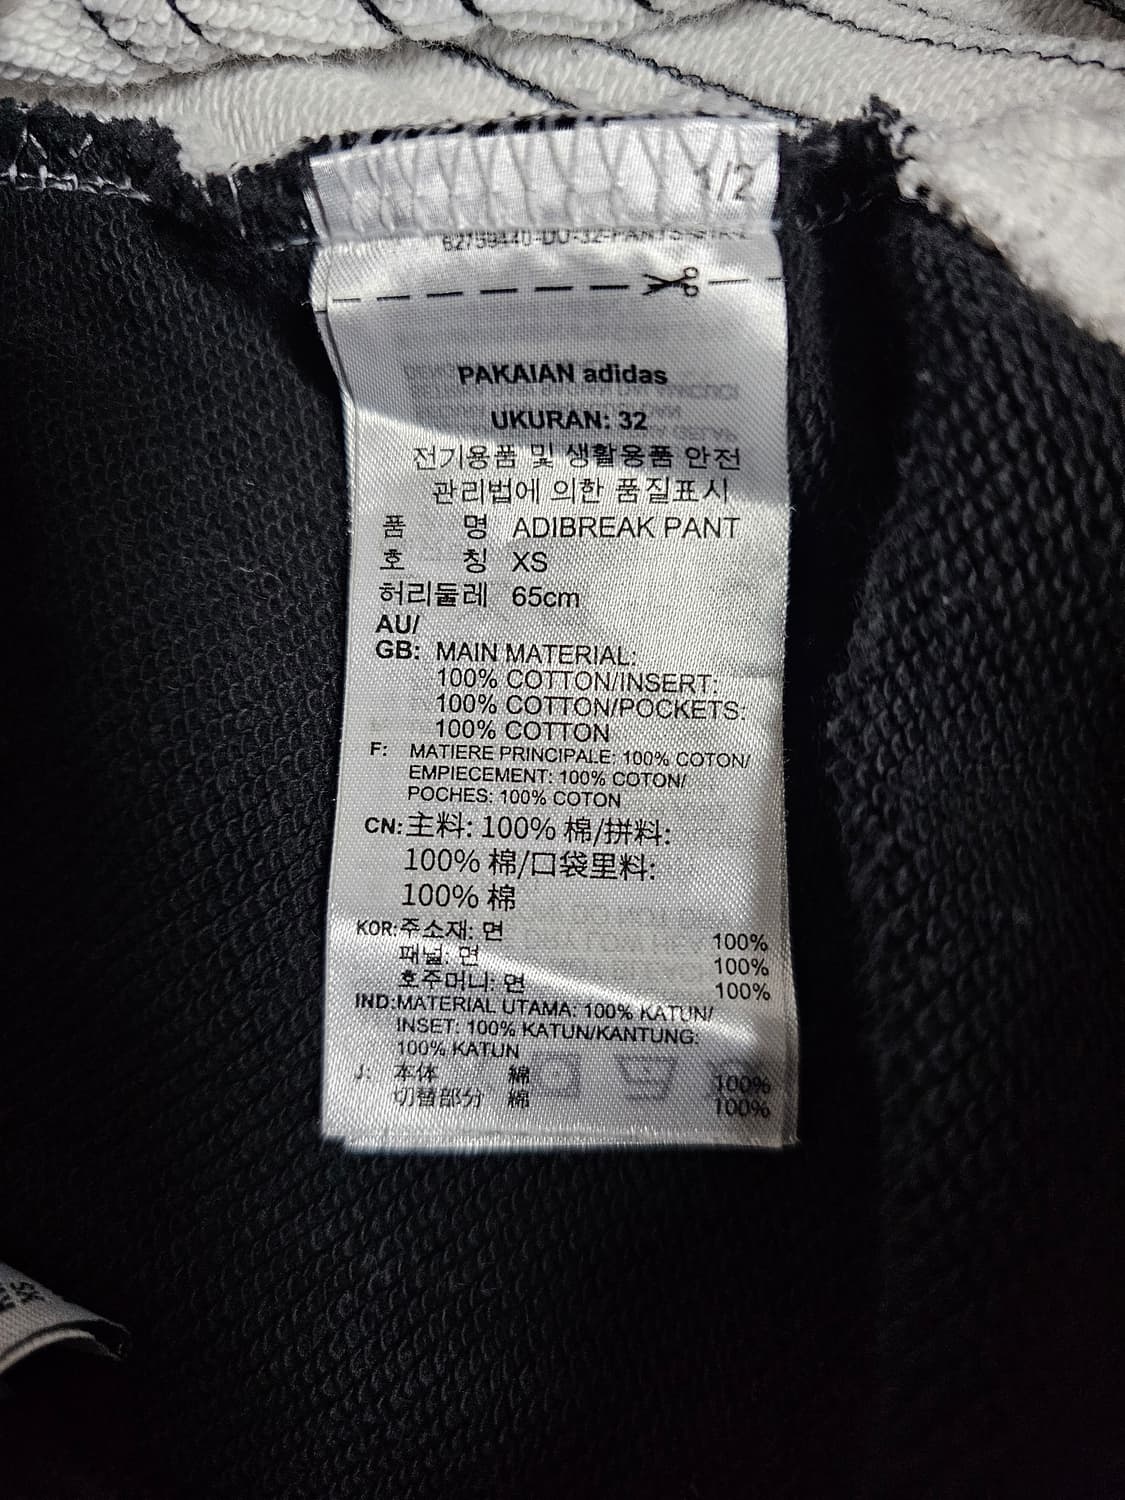 1/2
PAKAIAN adidas
UKURAN: 32
전기용품 및 생활용품 안전
관리법에 의한 품질표시
품 명 ADIBREAK PANT
호 칭 XS
허리둘레 65cm
AU/
GB: MAIN MATERIAL:
100% COTTON/INSERT:
100% COTTON/POCKETS:
100% COTTON
F: MATIERE PRINCIPALE: 100% COTON/
EMPIECEMENT: 100% COTON/
POCHES: 100% COTON
CN:主料: 100% 棉/拼料:
100% 棉/口袋里料:
100% 棉
KOR:주소재: 면 100%
패널: 면 100%
호주머니: 면 100%
IND:MATERIAL UTAMA: 100% KATUN/
INSET: 100% KATUN/KANTUNG:
100% KATUN
J: 本体 綿 100%
切替部分 綿 100%